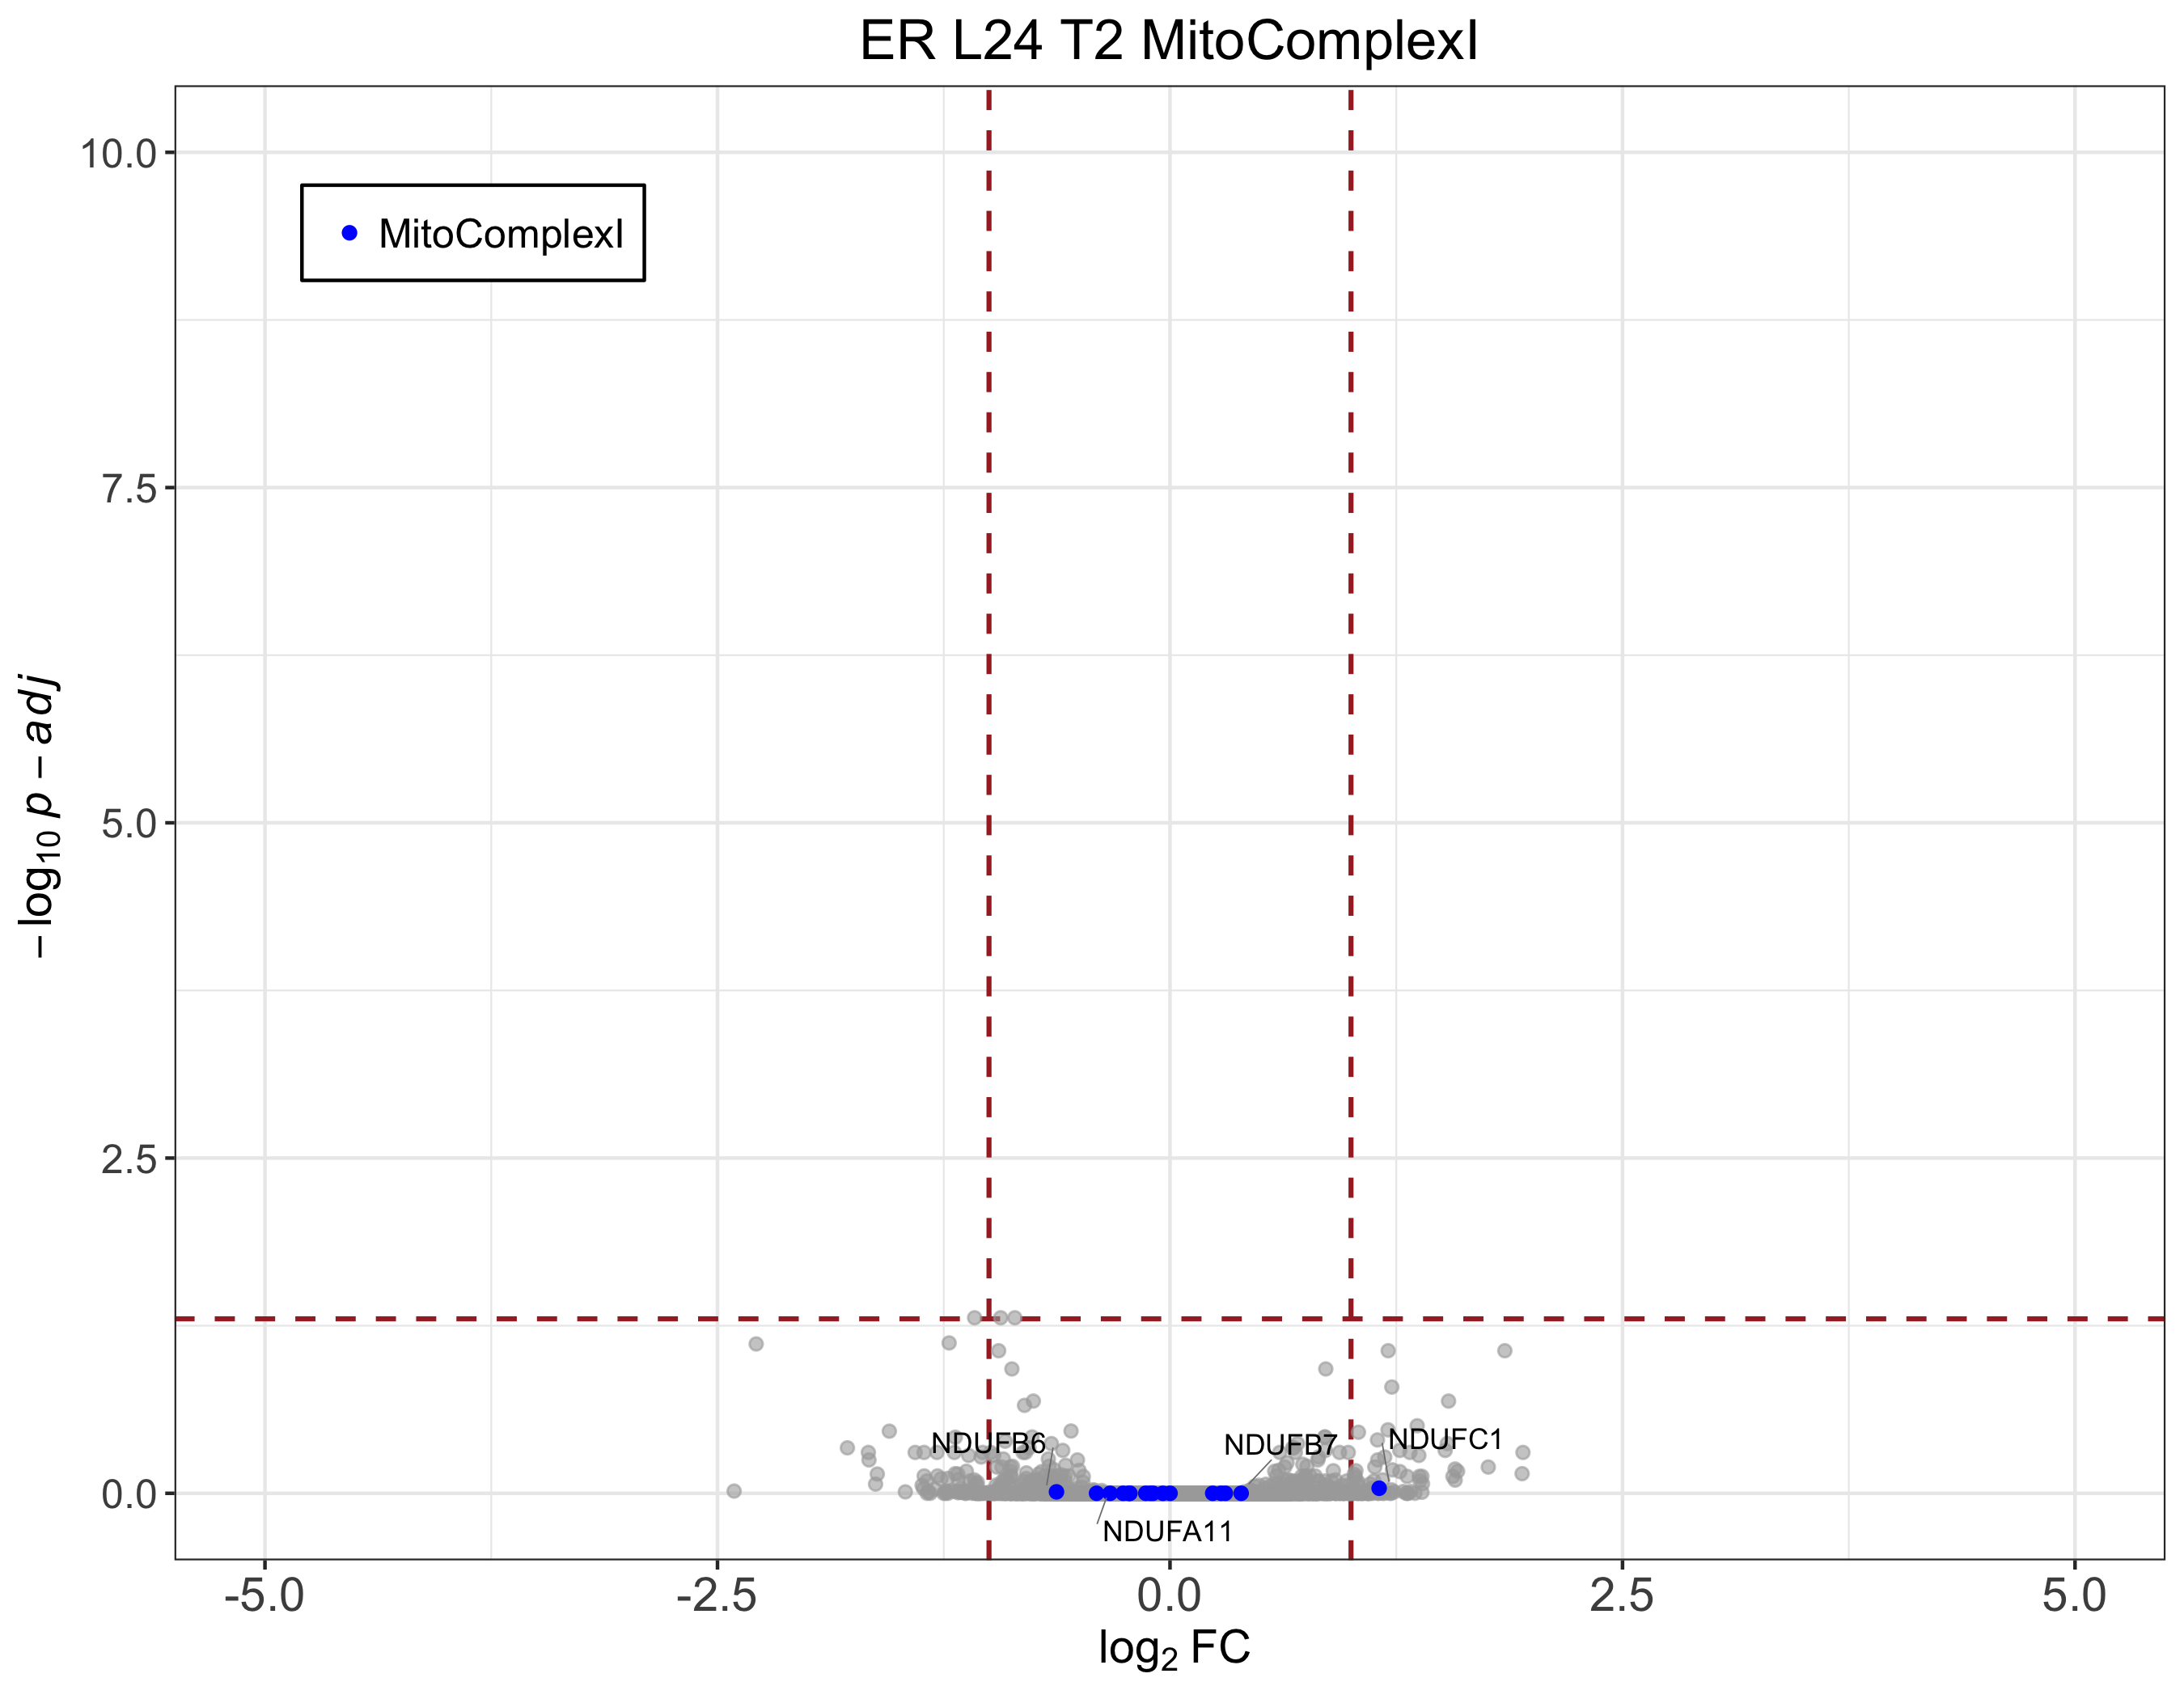 ER L24 T2 MitoComplexI
10.0
MitoComplexI
7.5
−log10 p − adj
5.0
2.5
NDUFB6
NDUFB7
NDUFC1
0.0
NDUFA11
-5.0
-2.5
0.0
2.5
5.0
log2 FC